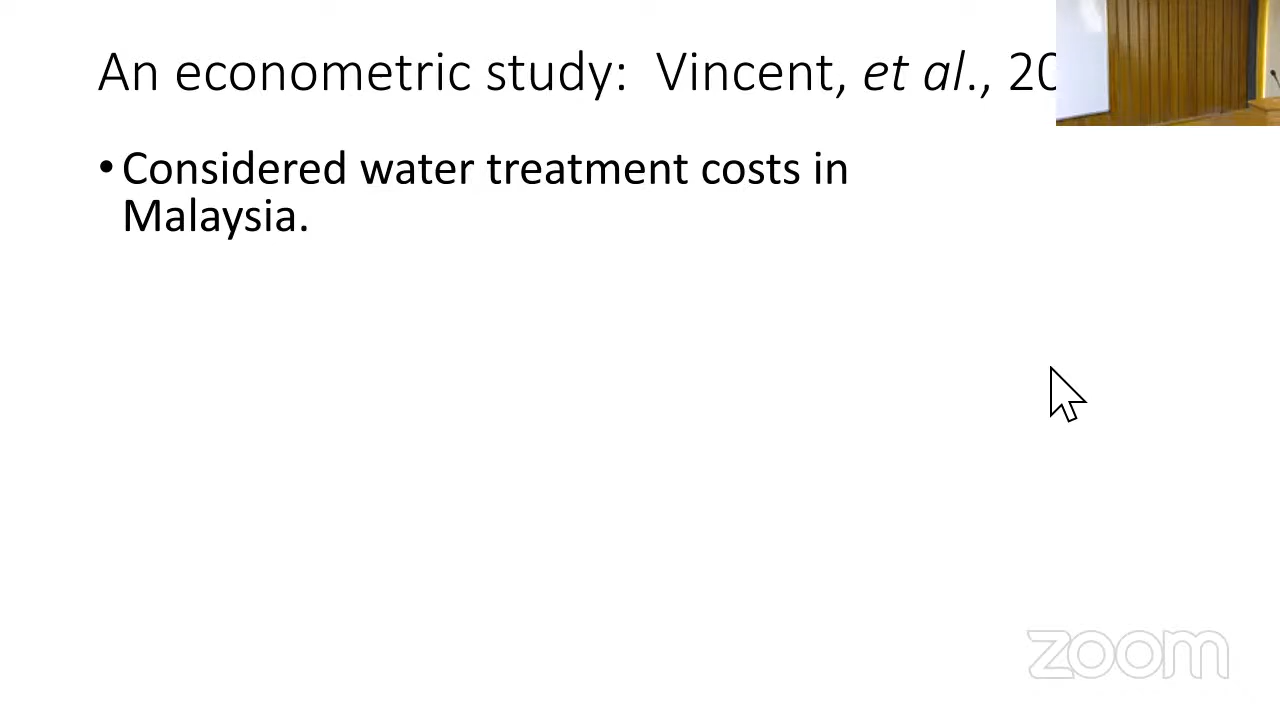 An econometric study: Vincent, et al., 20
• Considered water treatment costs in
Malaysia.
zoom